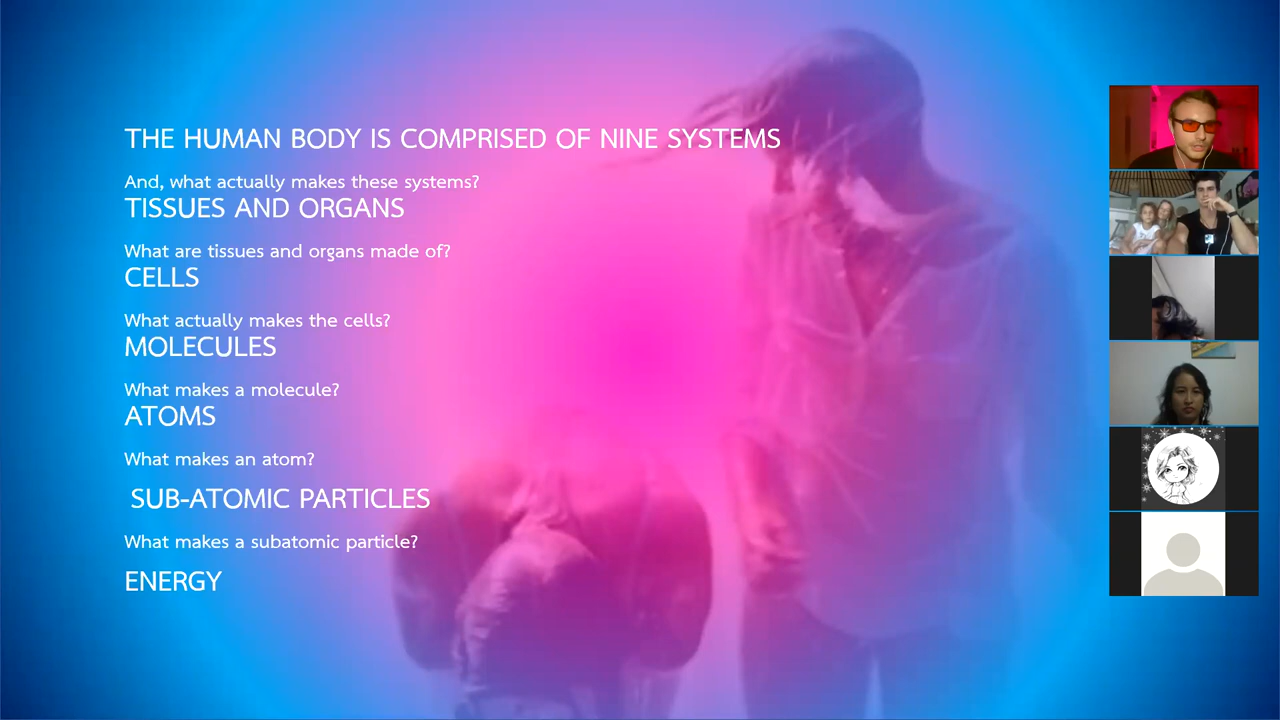 THE HUMAN BODY IS COMPRISED OF NINE SYSTEMS
And, what actually makes these systems?
TISSUES AND ORGANS
What are tissues and organs made of?
CELLS
What actually makes the cells?
MOLECULES
What makes a molecule?
ATOMS
What makes an atom?
SUB-ATOMIC PARTICLES
What makes a subatomic particle?
ENERGY